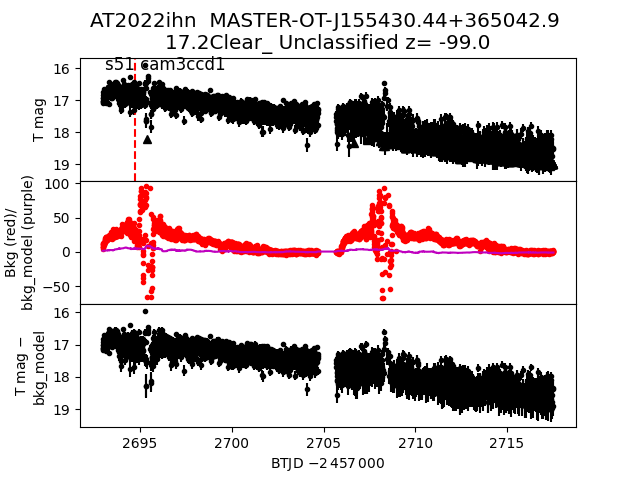 AT2022ihn MASTER-OT-J155430.44+365042.9
17.2Clear_ Unclassified z= -99.0
s51 cam3ccd1
16
17
18
19
T mag
100
50
0
−50
Bkg (red)/
bkg_model (purple)
16
17
18
19
T mag −
bkg_model
2695
2700
2705
2710
2715
BTJD −2 457 000